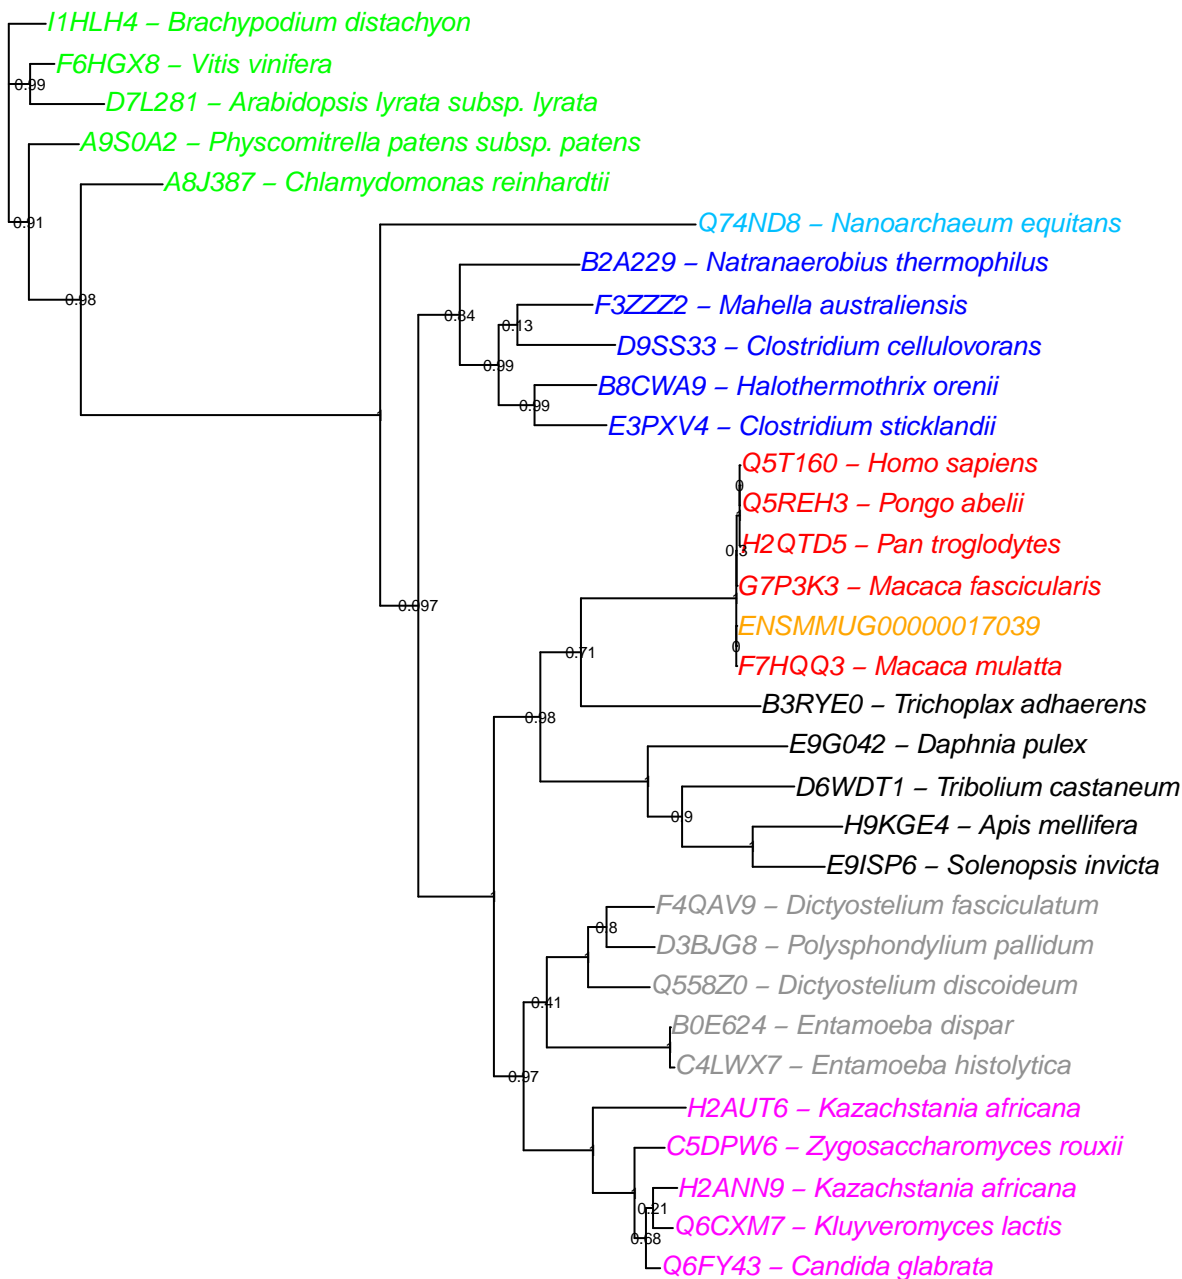 I1HLH4 – Brachypodium distachyon
F6HGX8 – Vitis vinifera
0.99
D7L281 – Arabidopsis lyrata subsp. lyrata
A9S0A2 – Physcomitrella patens subsp. patens
A8J387 – Chlamydomonas reinhardtii
0.91
Q74ND8 – Nanoarchaeum equitans
B2A229 – Natranaerobius thermophilus
0.98
F3ZZZ2 – Mahella australiensis
0.84
0.13
D9SS33 – Clostridium cellulovorans
0.99
B8CWA9 – Halothermothrix orenii
0.99
E3PXV4 – Clostridium sticklandii
Q5T160 – Homo sapiens
0
Q5REH3 – Pongo abelii
H2QTD5 – Pan troglodytes
0.3
G7P3K3 – Macaca fascicularis
0.097
ENSMMUG00000017039
0
0.71
F7HQQ3 – Macaca mulatta
B3RYE0 – Trichoplax adhaerens
0.98
E9G042 – Daphnia pulex
D6WDT1 – Tribolium castaneum
0.9
H9KGE4 – Apis mellifera
E9ISP6 – Solenopsis invicta
F4QAV9 – Dictyostelium fasciculatum
0.8
D3BJG8 – Polysphondylium pallidum
Q558Z0 – Dictyostelium discoideum
0.41
B0E624 – Entamoeba dispar
C4LWX7 – Entamoeba histolytica
0.97
H2AUT6 – Kazachstania africana
C5DPW6 – Zygosaccharomyces rouxii
H2ANN9 – Kazachstania africana
0.21
Q6CXM7 – Kluyveromyces lactis
0.68
Q6FY43 – Candida glabrata